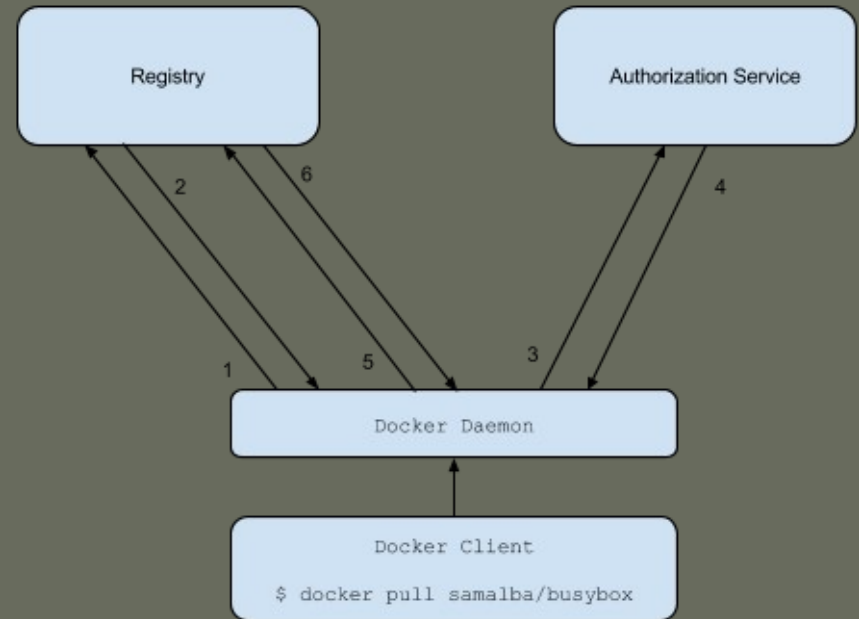 Registry
Authorization Service
2
6
4
1
5
3
Docker Daemon
Docker Client
$ docker pull samalba/busybox